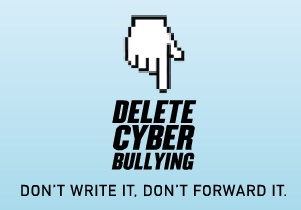 DELETE
CYBER
BULLYING
DON'T WRITE IT, DON'T FORWARD IT.